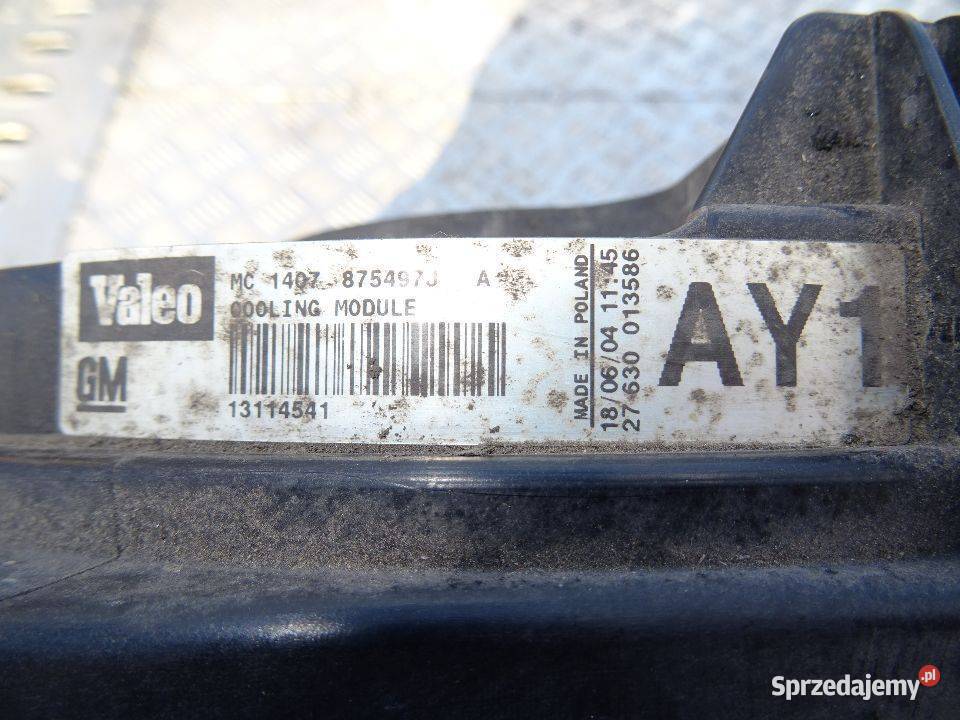 Valeo
GM
MC 1407 875497J A
COOLING MODULE
13114541
MADE IN POLAND
18/06/04 11:45
27 630 013586
AY1
Sprzedajemy.pl